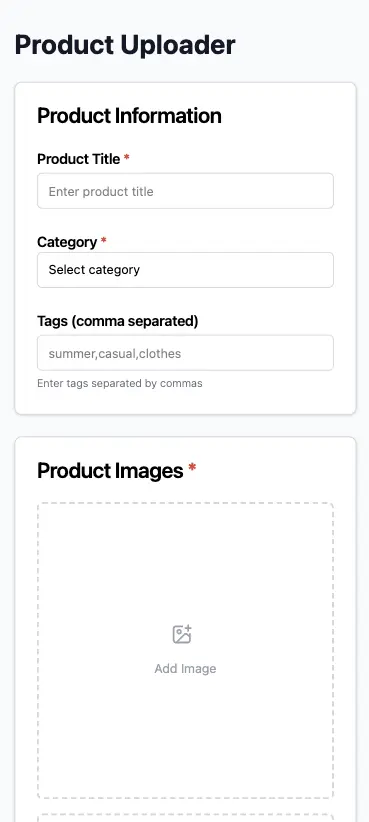 Product Uploader
Product Information
Product Title *
Enter product title
Category *
Select category
Tags (comma separated)
summer,casual,clothes
Enter tags separated by commas
Product Images *
Add Image